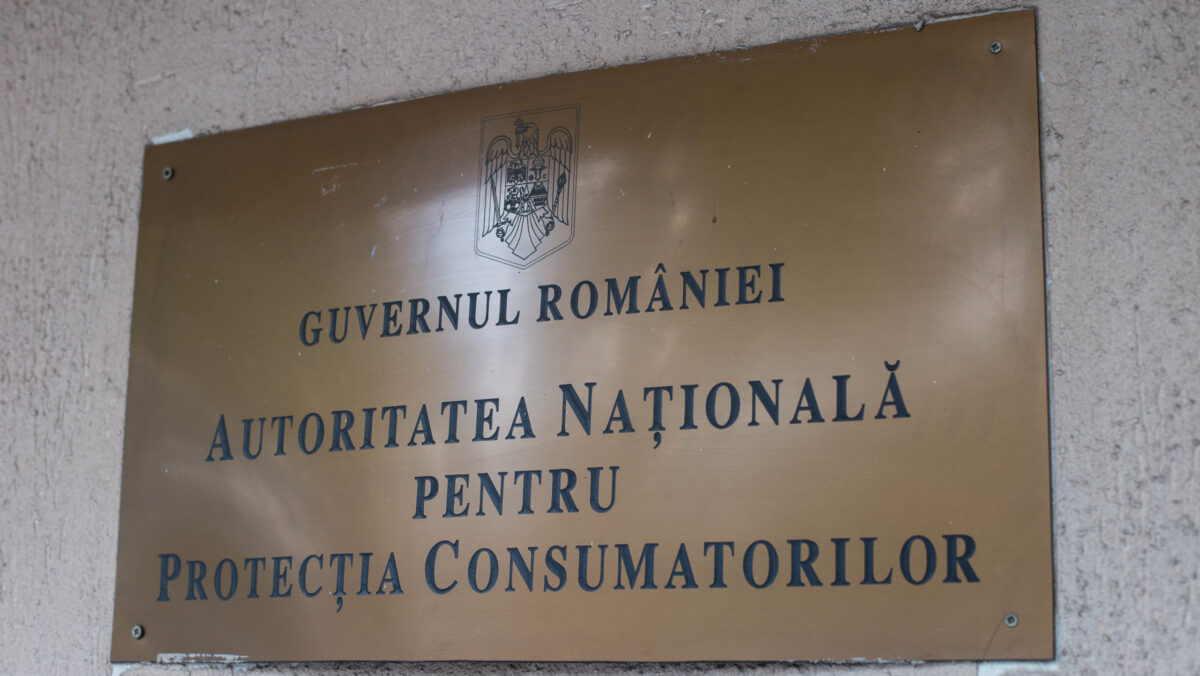 GUVERNUL ROMÂNIEI
AUTORITATEA NAȚIONALĂ
PENTRU
PROTECȚIA CONSUMATORILOR